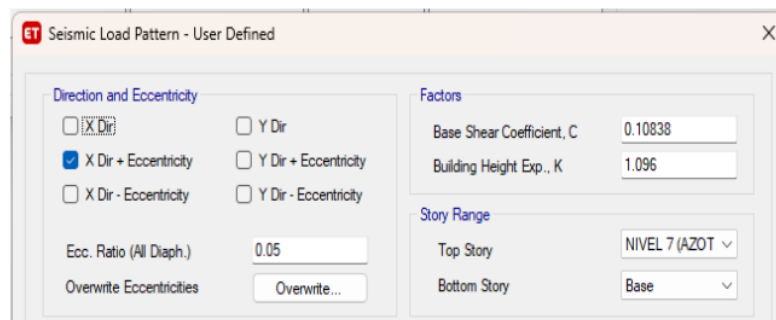 ET Seismic Load Pattern - User Defined X
Direction and Eccentricity
X Dir Y Dir
X Dir + Eccentricity Y Dir + Eccentricity
X Dir - Eccentricity Y Dir - Eccentricity
Ecc. Ratio (All Diaph.) 0.05
Overwrite Eccentricities Overwrite...
Factors
Base Shear Coefficient, C 0.10838
Building Height Exp., K 1.096
Story Range
Top Story NIVEL 7 (AZOT
Bottom Story Base